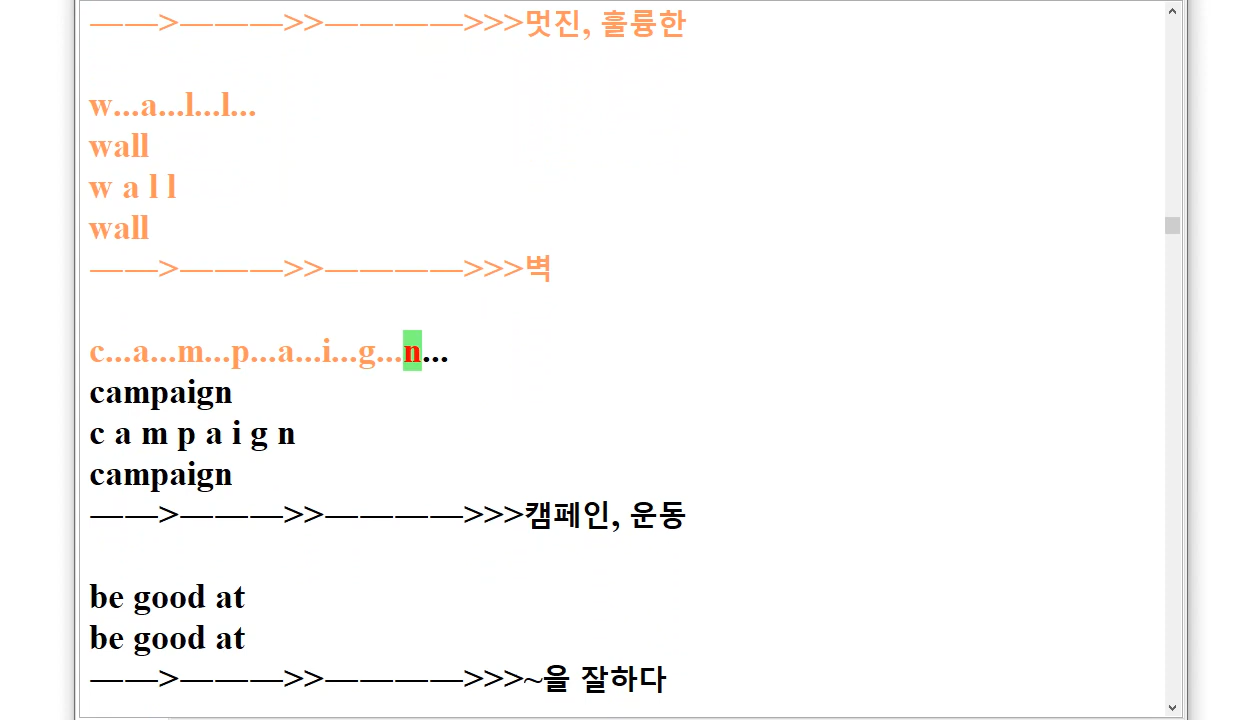 ——>———>>————>>>멋진, 훌륭한
w...a...l...l...
wall
w a l l
wall
——>———>>————>>>벽
c...a...m...p...a...i...g...n...
campaign
c a m p a i g n
campaign
——>———>>————>>>캠페인, 운동
be good at
be good at
——>———>>————>>>~을 잘하다